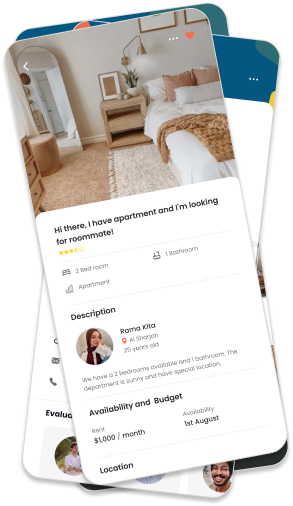 Hi there, I have apartment and I'm looking
for roommate!
2 Bed room
1 Bathroom
Apartment
Description
Rama Kita
Al Sharjah
25 years old
We have a 2 bedrooms available and 1 bathroom. The
department is sunny and have special location.
Availability and Budget
Rent
Availability
$1,000 / month
1st August
Location
Evalua